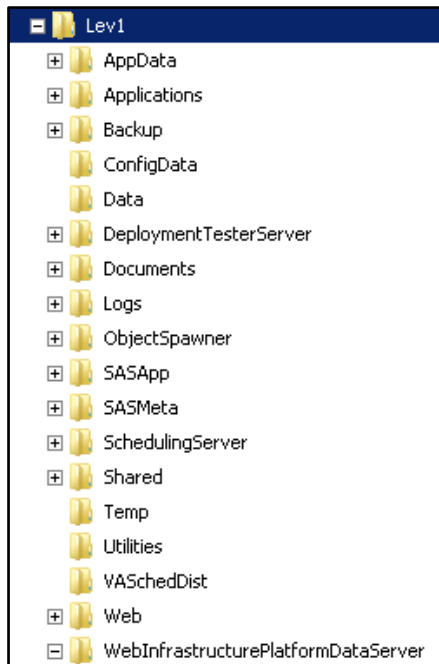 Lev1
AppData
Applications
Backup
ConfigData
Data
DeploymentTesterServer
Documents
Logs
ObjectSpawner
SASApp
SASMeta
SchedulingServer
Shared
Temp
Utilities
VASchedDist
Web
WebInfrastructurePlatformDataServer